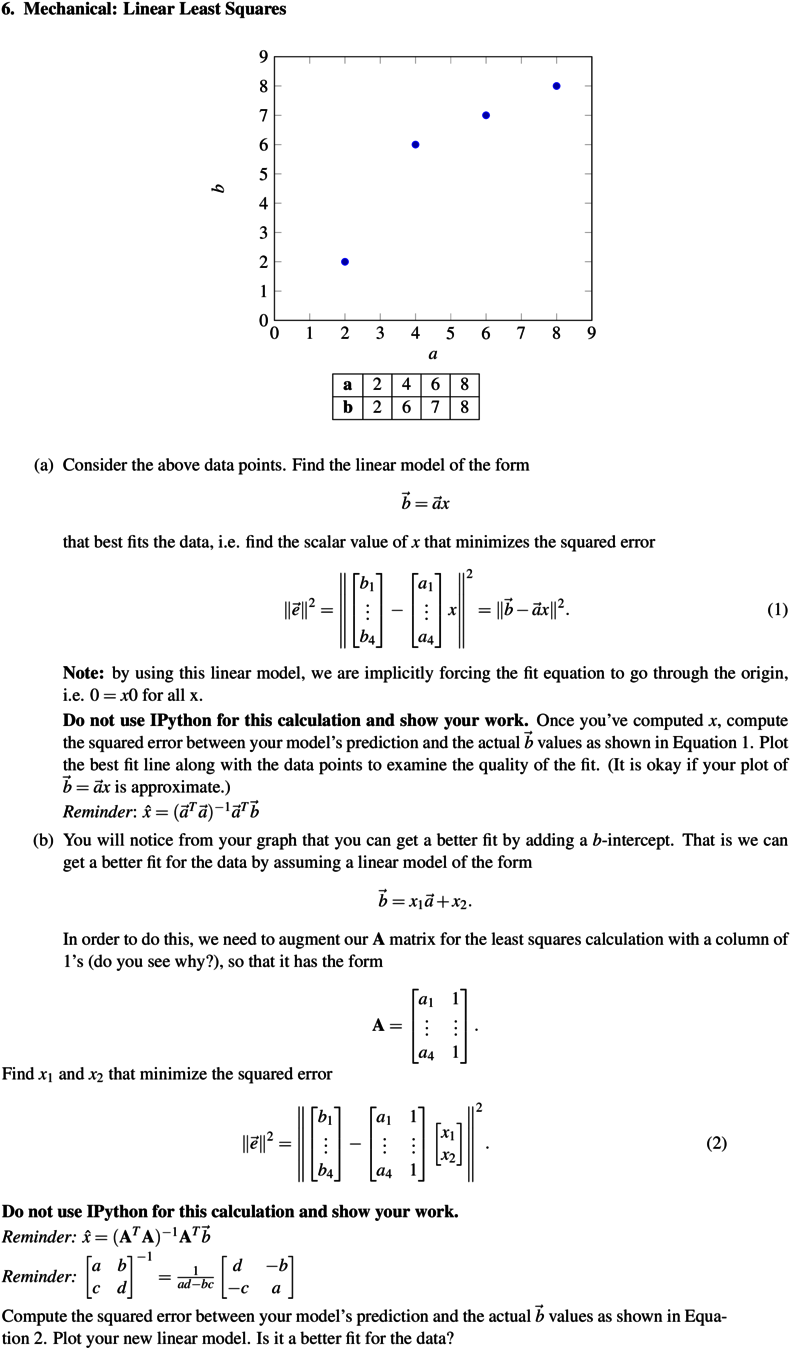 6. Mechanical: Linear Least Squares
9
8
7
6
5
4
3
2
1
0
b
0 1 2 3 4 5 6 7 8 9
a
a 2 4 6 8
b 2 6 7 8
(a) Consider the above data points. Find the linear model of the form
$\vec{b} = \vec{a}x$
that best fits the data, i.e. find the scalar value of x that minimizes the squared error
$\|\vec{e}\|^2 = \left\| \begin{bmatrix} b_1 \\ \vdots \\ b_4 \end{bmatrix} - \begin{bmatrix} a_1 \\ \vdots \\ a_4 \end{bmatrix} x \right\|^2 = \|\vec{b} - \vec{a}x\|^2.$ (1)
Note: by using this linear model, we are implicitly forcing the fit equation to go through the origin,
i.e. 0 = x0 for all x.
Do not use IPython for this calculation and show your work. Once you’ve computed x, compute
the squared error between your model’s prediction and the actual $\vec{b}$ values as shown in Equation 1. Plot
the best fit line along with the data points to examine the quality of the fit. (It is okay if your plot of
$\vec{b} = \vec{a}x$ is approximate.)
Reminder: $\hat{x} = (\vec{a}^T\vec{a})^{-1}\vec{a}^T\vec{b}$
(b) You will notice from your graph that you can get a better fit by adding a b-intercept. That is we can
get a better fit for the data by assuming a linear model of the form
$\vec{b} = x_1\vec{a} + x_2.$
In order to do this, we need to augment our A matrix for the least squares calculation with a column of
1’s (do you see why?), so that it has the form
$\mathbf{A} = \begin{bmatrix} a_1 & 1 \\ \vdots & \vdots \\ a_4 & 1 \end{bmatrix}.$
Find $x_1$ and $x_2$ that minimize the squared error
$\|\vec{e}\|^2 = \left\| \begin{bmatrix} b_1 \\ \vdots \\ b_4 \end{bmatrix} - \begin{bmatrix} a_1 & 1 \\ \vdots & \vdots \\ a_4 & 1 \end{bmatrix} \begin{bmatrix} x_1 \\ x_2 \end{bmatrix} \right\|^2.$ (2)
Do not use IPython for this calculation and show your work.
Reminder: $\hat{x} = (\mathbf{A}^T\mathbf{A})^{-1}\mathbf{A}^T\vec{b}$
Reminder: $\begin{bmatrix} a & b \\ c & d \end{bmatrix}^{-1} = \frac{1}{ad-bc} \begin{bmatrix} d & -b \\ -c & a \end{bmatrix}$
Compute the squared error between your model’s prediction and the actual $\vec{b}$ values as shown in Equa-
tion 2. Plot your new linear model. Is it a better fit for the data?